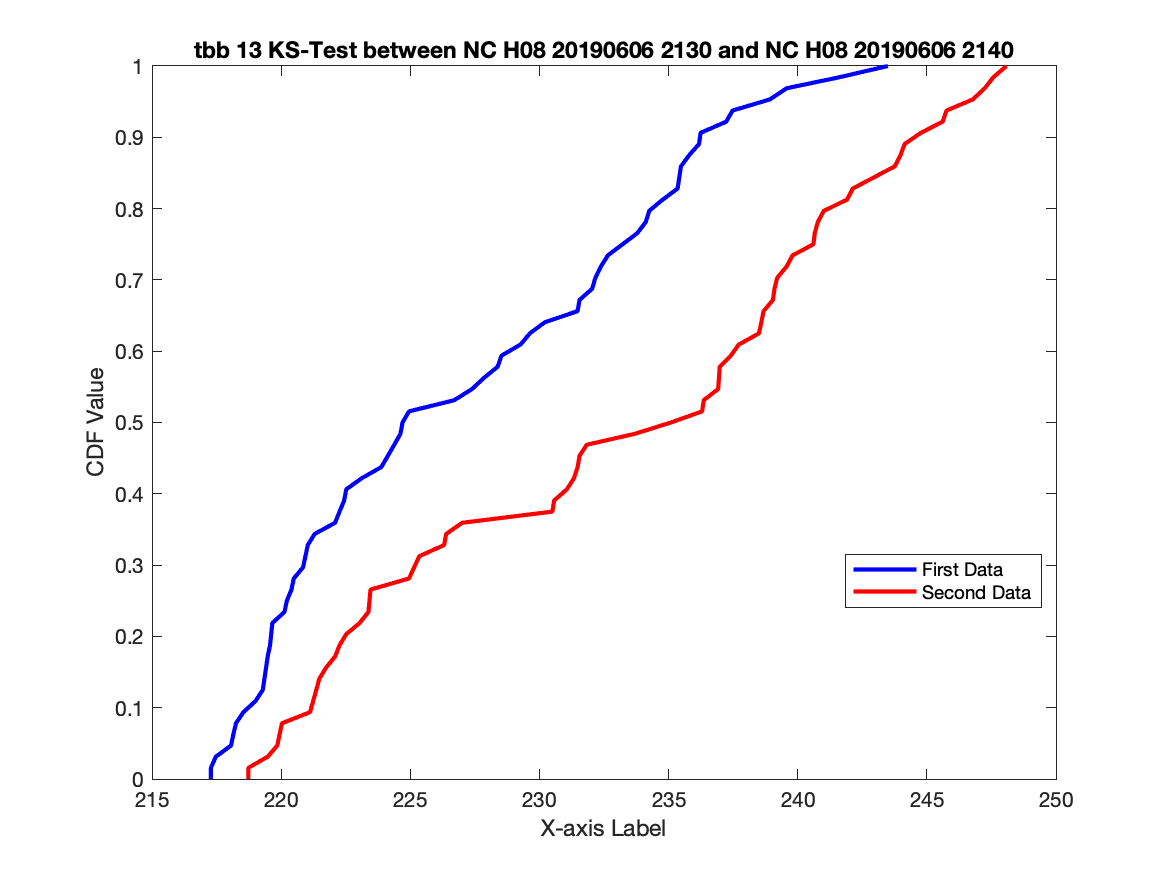 tbb 13 KS-Test between NC H08 20190606 2130 and NC H08 20190606 2140
1
0.9
0.8
0.7
0.6
0.5
0.4
0.3
0.2
0.1
0
CDF Value
First Data
Second Data
215 220 225 230 235 240 245 250
X-axis Label